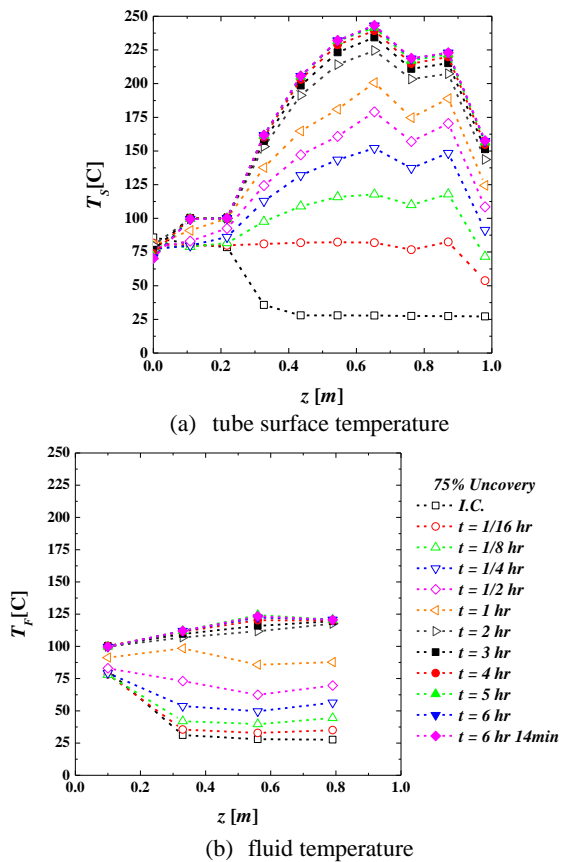 250
225
200
175
150
125
100
75
50
25
0
T_S [C]
0.0 0.2 0.4 0.6 0.8 1.0
z [m]
(a) tube surface temperature
250
225
200
175
150
125
100
75
50
25
0
T_F [C]
0.0 0.2 0.4 0.6 0.8 1.0
z [m]
75% Uncovery
I.C.
t = 1/16 hr
t = 1/8 hr
t = 1/4 hr
t = 1/2 hr
t = 1 hr
t = 2 hr
t = 3 hr
t = 4 hr
t = 5 hr
t = 6 hr
t = 6 hr 14min
(b) fluid temperature